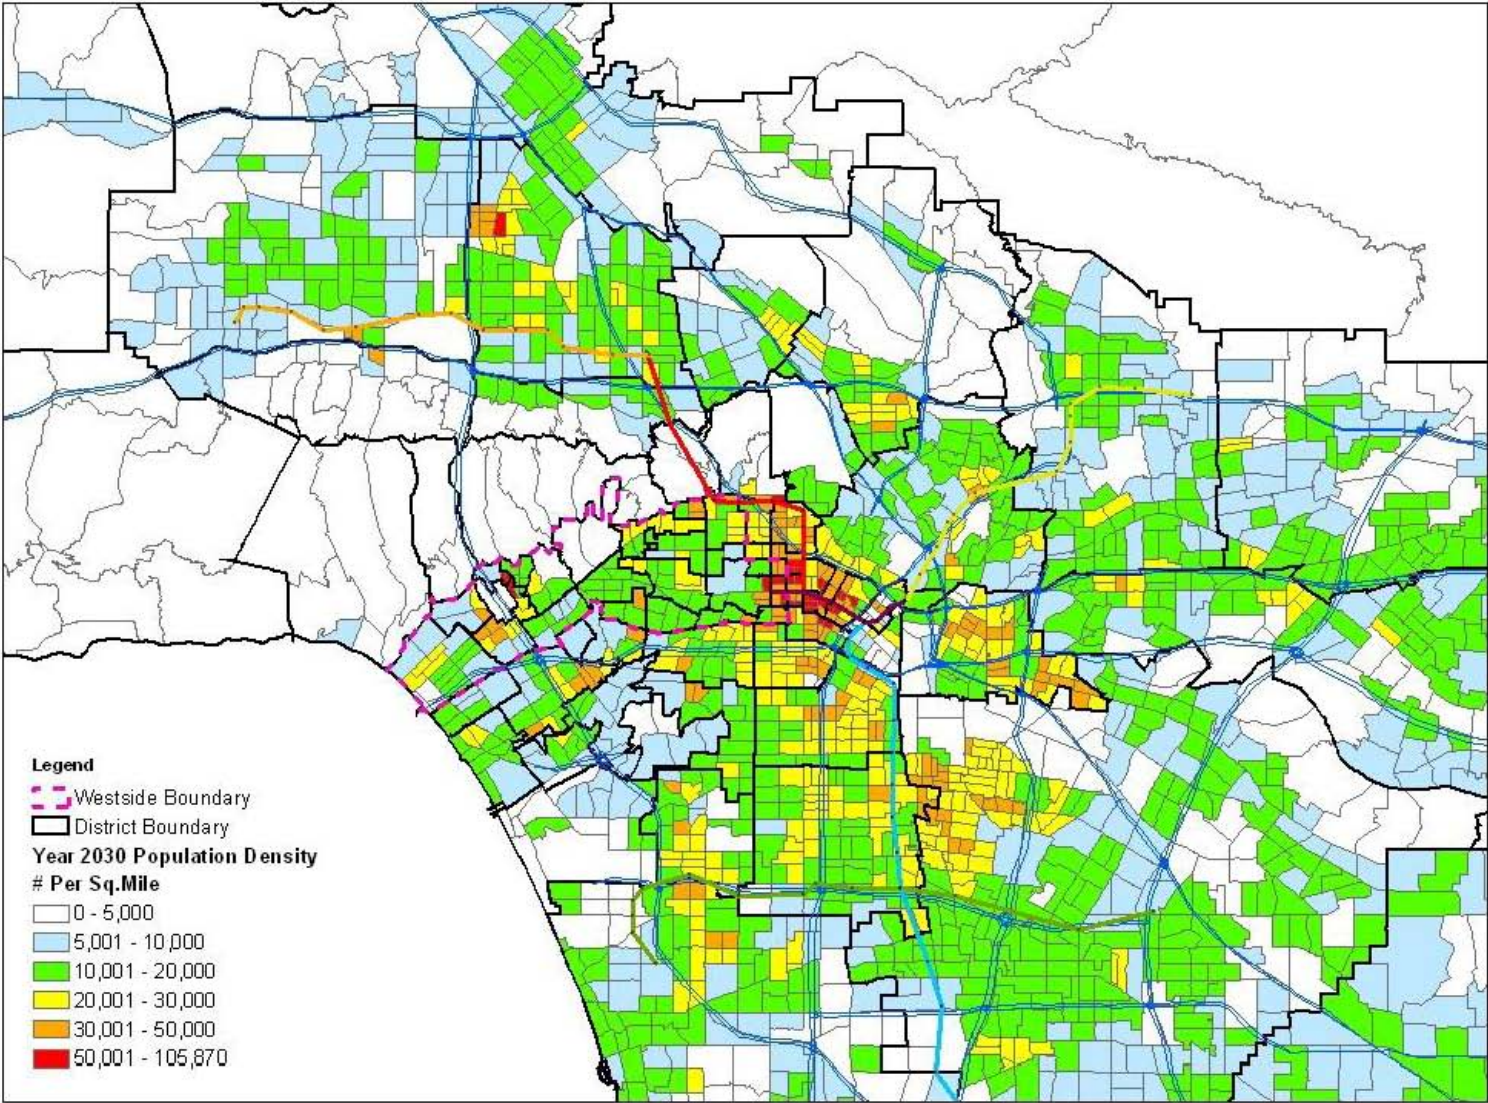 Legend
Westside Boundary
District Boundary
Year 2030 Population Density
# Per Sq.Mile
0 - 5,000
5,001 - 10,000
10,001 - 20,000
20,001 - 30,000
30,001 - 50,000
50,001 - 105,870